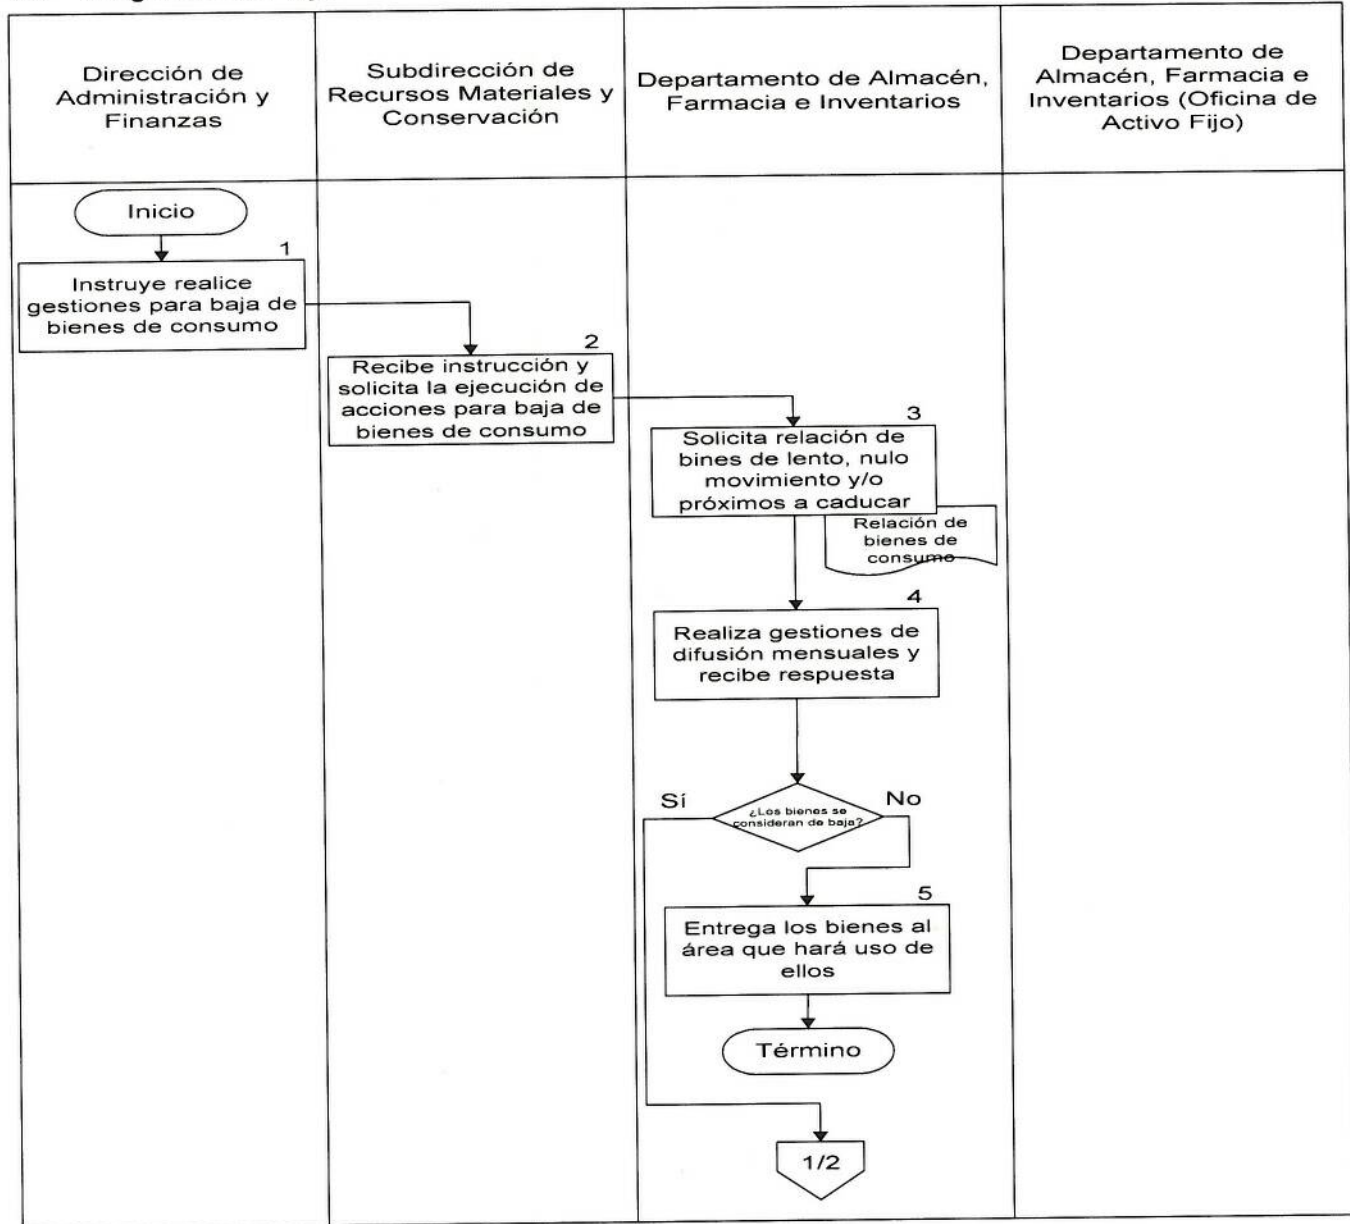 Dirección de
Administración y
Finanzas
Subdirección de
Recursos Materiales y
Conservación
Departamento de Almacén,
Farmacia e Inventarios
Departamento de
Almacén, Farmacia e
Inventarios (Oficina de
Activo Fijo)
Inicio
1
Instruye realice
gestiones para baja de
bienes de consumo
2
Recibe instrucción y
solicita la ejecución de
acciones para baja de
bienes de consumo
3
Solicita relación de
bines de lento, nulo
movimiento y/o
próximos a caducar
Relación de
bienes de
consumo
4
Realiza gestiones de
difusión mensuales y
recibe respuesta
Sí
¿Los bienes se
consideran de baja?
No
5
Entrega los bienes al
área que hará uso de
ellos
Término
1/2